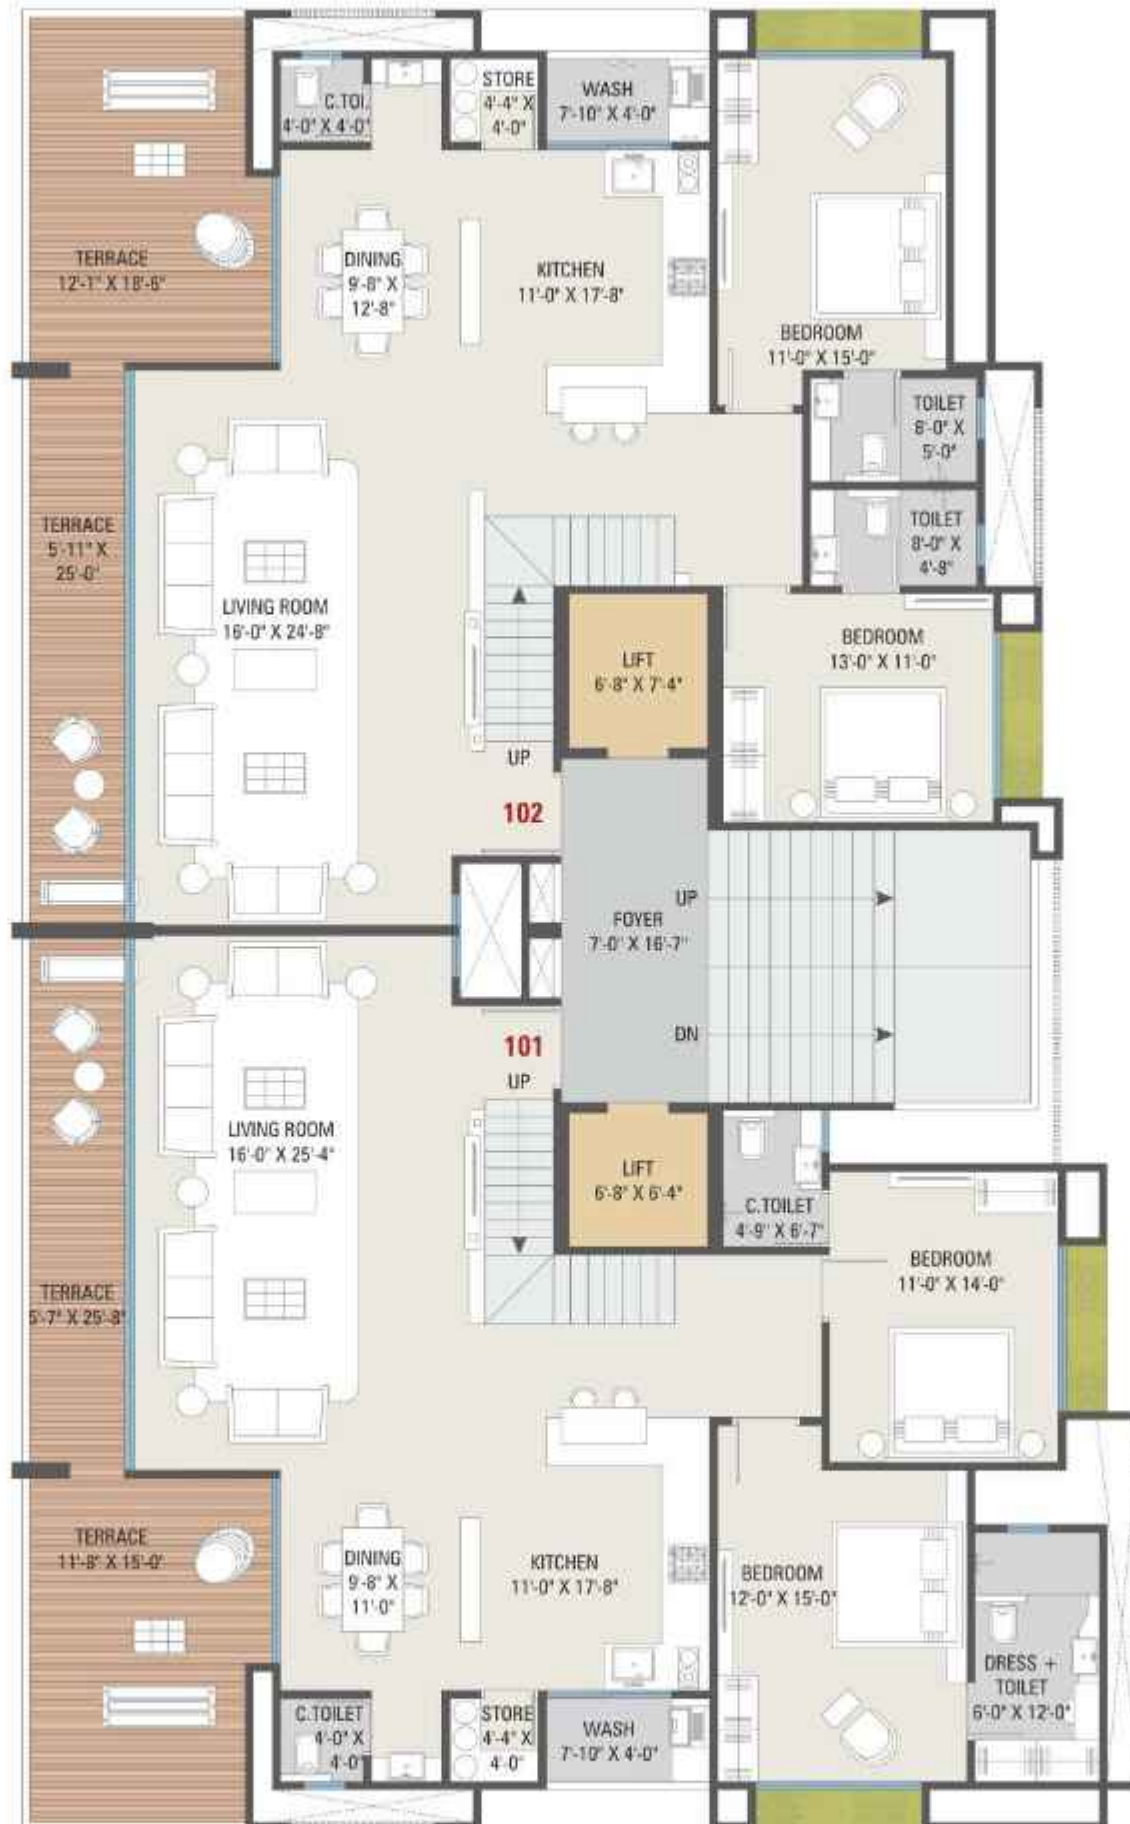 C.TOI.
4'-0" X 4'-0"
STORE
4'-4" X
4'-0"
WASH
7'-10" X 4'-0"
TERRACE
12'-1" X 18'-6"
DINING
9'-8" X
12'-8"
KITCHEN
11'-0" X 17'-8"
BEDROOM
11'-0" X 15'-0"
TOILET
8'-0" X
5'-0"
TOILET
8'-0" X
4'-8"
TERRACE
5'-11" X
25'-0"
LIVING ROOM
16'-0" X 24'-8"
LIFT
6'-8" X 7'-4"
BEDROOM
13'-0" X 11'-0"
UP
102
FOYER
7'-0" X 16'-7"
UP
DN
101
UP
LIVING ROOM
16'-0" X 25'-4"
LIFT
6'-8" X 6'-4"
C.TOILET
4'-9" X 6'-7"
BEDROOM
11'-0" X 14'-0"
TERRACE
5'-7" X 25'-8"
TERRACE
11'-8" X 15'-0"
DINING
9'-8" X
11'-0"
KITCHEN
11'-0" X 17'-8"
BEDROOM
12'-0" X 15'-0"
DRESS +
TOILET
6'-0" X 12'-0"
C.TOILET
4'-0" X
4'-0"
STORE
4'-4" X
4'-0"
WASH
7'-10" X 4'-0"